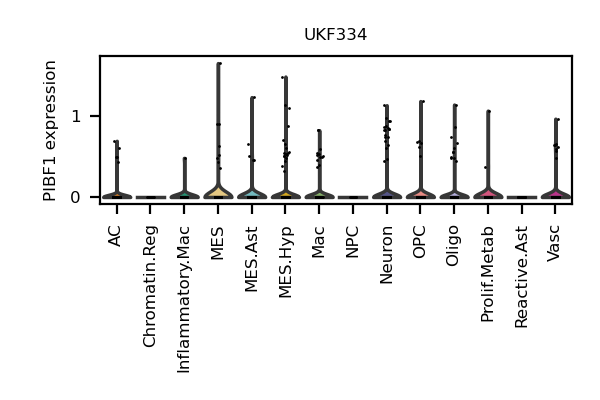 UKF334
PIBF1 expression
1
0
AC
Chromatin.Reg
Inflammatory.Mac
MES
MES.Ast
MES.Hyp
Mac
NPC
Neuron
OPC
Oligo
Prolif.Metab
Reactive.Ast
Vasc